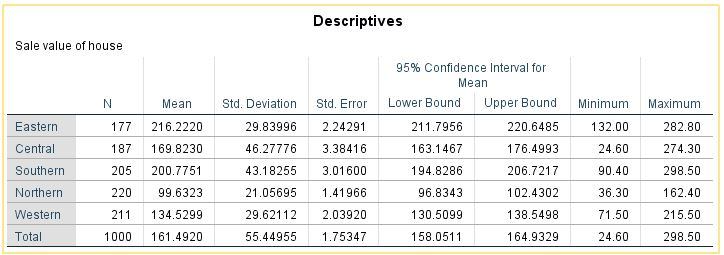 Descriptives
Sale value of house
95% Confidence Interval for
Mean
N Mean Std. Deviation Std. Error Lower Bound Upper Bound Minimum Maximum
Eastern 177 216.2220 29.83996 2.24291 211.7956 220.6485 132.00 282.80
Central 187 169.8230 46.27776 3.38416 163.1467 176.4993 24.60 274.30
Southern 205 200.7751 43.18255 3.01600 194.8286 206.7217 90.40 298.50
Northern 220 99.6323 21.05695 1.41966 96.8343 102.4302 36.30 162.40
Western 211 134.5299 29.62112 2.03920 130.5099 138.5498 71.50 215.50
Total 1000 161.4920 55.44955 1.75347 158.0511 164.9329 24.60 298.50